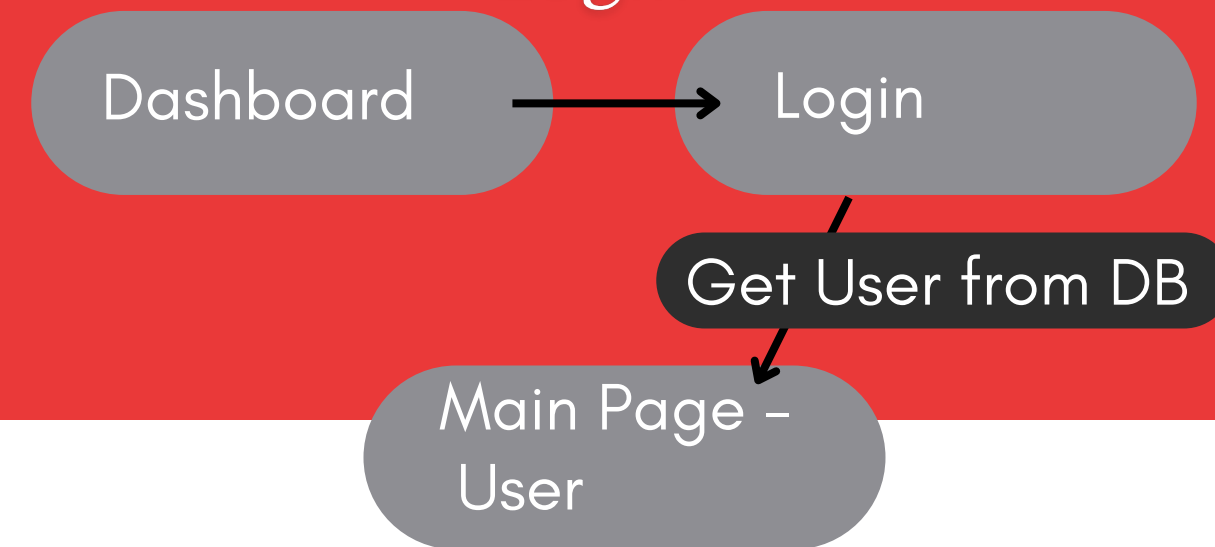 Dashboard
Login
Get User from DB
Main Page -
User